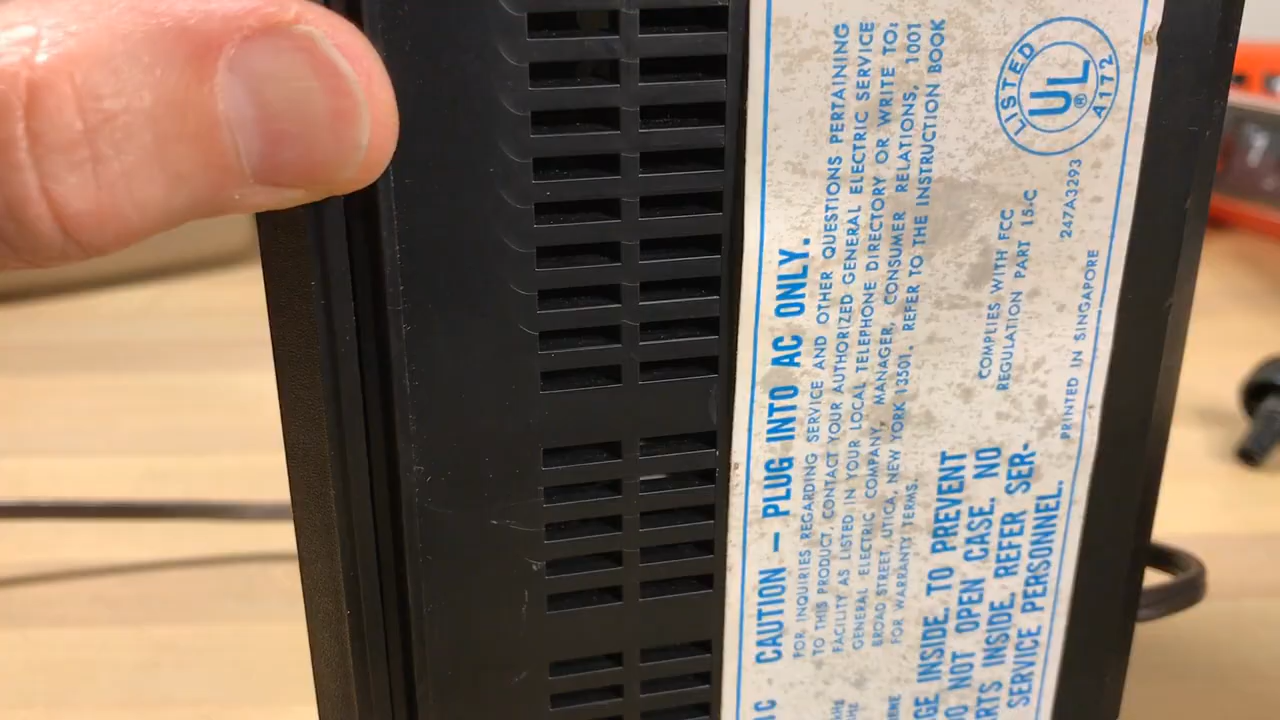 CAUTION – PLUG INTO AC ONLY.
FOR INQUIRIES REGARDING SERVICE AND OTHER QUESTIONS PERTAINING
TO THIS PRODUCT, CONTACT YOUR AUTHORIZED GENERAL ELECTRIC SERVICE
FACILITY AS LISTED IN YOUR LOCAL TELEPHONE DIRECTORY OR WRITE TO;
GENERAL ELECTRIC COMPANY, MANAGER, CONSUMER RELATIONS, 1001
BROAD STREET, UTICA, NEW YORK 13501. REFER TO THE INSTRUCTION BOOK
FOR WARRANTY TERMS.
GE INSIDE. TO PREVENT
O NOT OPEN CASE. NO
RTS INSIDE. REFER SER-
SERVICE PERSONNEL.
COMPLIES WITH FCC
REGULATION PART 15-C
PRINTED IN SINGAPORE
247A3293
LISTED
UL ®
A172